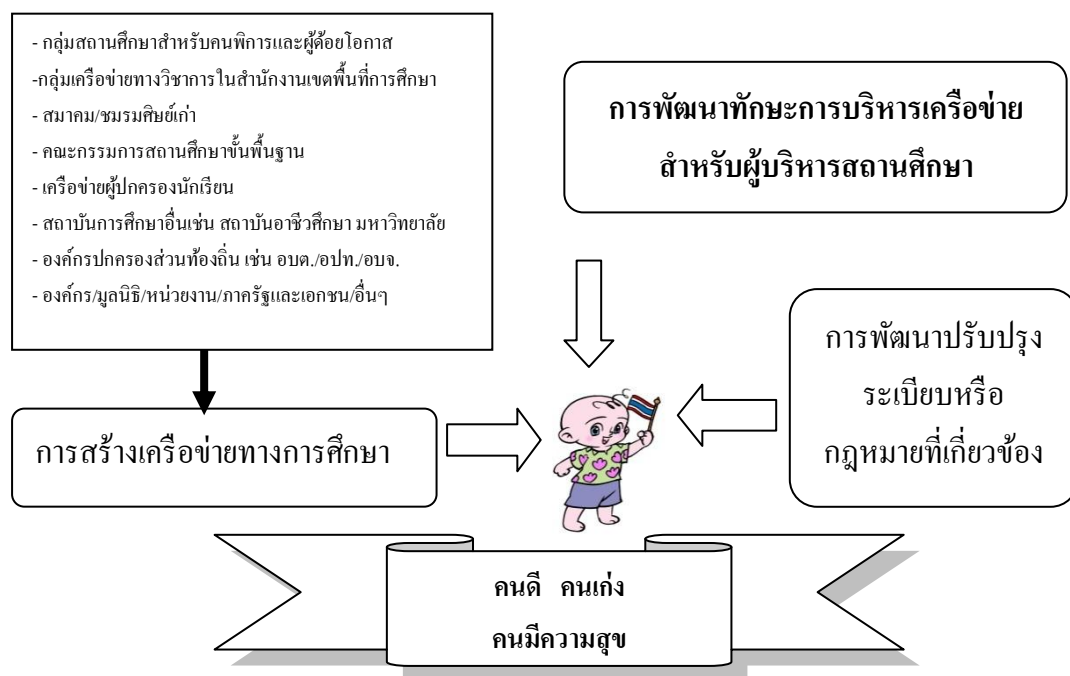 - กลุ่มสถานศึกษาสำหรับคนพิการและผู้ด้อยโอกาส
-กลุ่มเครือข่ายทางวิชาการในสำนักงานเขตพื้นที่การศึกษา
- สมาคม/ชมรมศิษย์เก่า
- คณะกรรมการสถานศึกษาขั้นพื้นฐาน
- เครือข่ายผู้ปกครองนักเรียน
- สถาบันการศึกษาอื่นเช่น สถาบันอาชีวศึกษา มหาวิทยาลัย
- องค์กรปกครองส่วนท้องถิ่น เช่น อบต./อปท./อบจ.
- องค์กร/มูลนิธิ/หน่วยงาน/ภาครัฐและเอกชน/อื่นๆ
การพัฒนาทักษะการบริหารเครือข่าย
สำหรับผู้บริหารสถานศึกษา
การสร้างเครือข่ายทางการศึกษา
การพัฒนาปรับปรุง
ระเบียบหรือ
กฎหมายที่เกี่ยวข้อง
คนดี คนเก่ง
คนมีความสุข